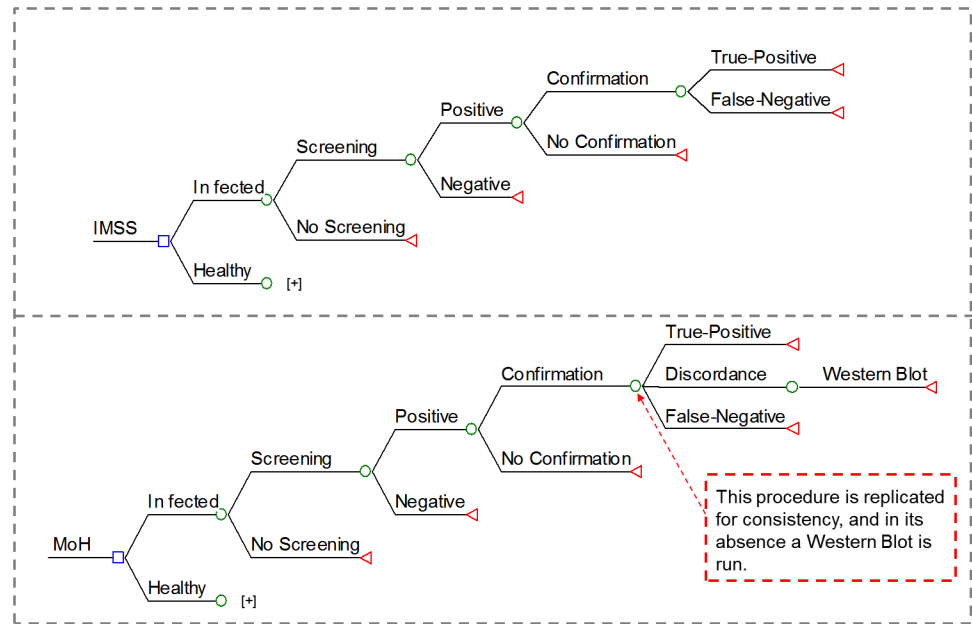 True-Positive
Confirmation
False-Negative
Positive
No Confirmation
Screening
Negative
In fected
No Screening
IMSS
Healthy
[+]
True-Positive
Confirmation
Discordance
Western Blot
False-Negative
Positive
No Confirmation
Screening
Negative
In fected
No Screening
MoH
Healthy
[+]
This procedure is replicated
for consistency, and in its
absence a Western Blot is
run.